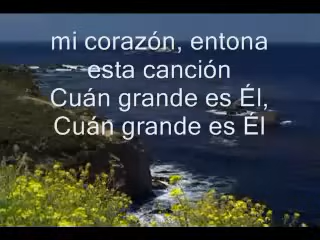 mi corazón, entona
esta canción
Cuán grande es Él,
Cuán grande es Él